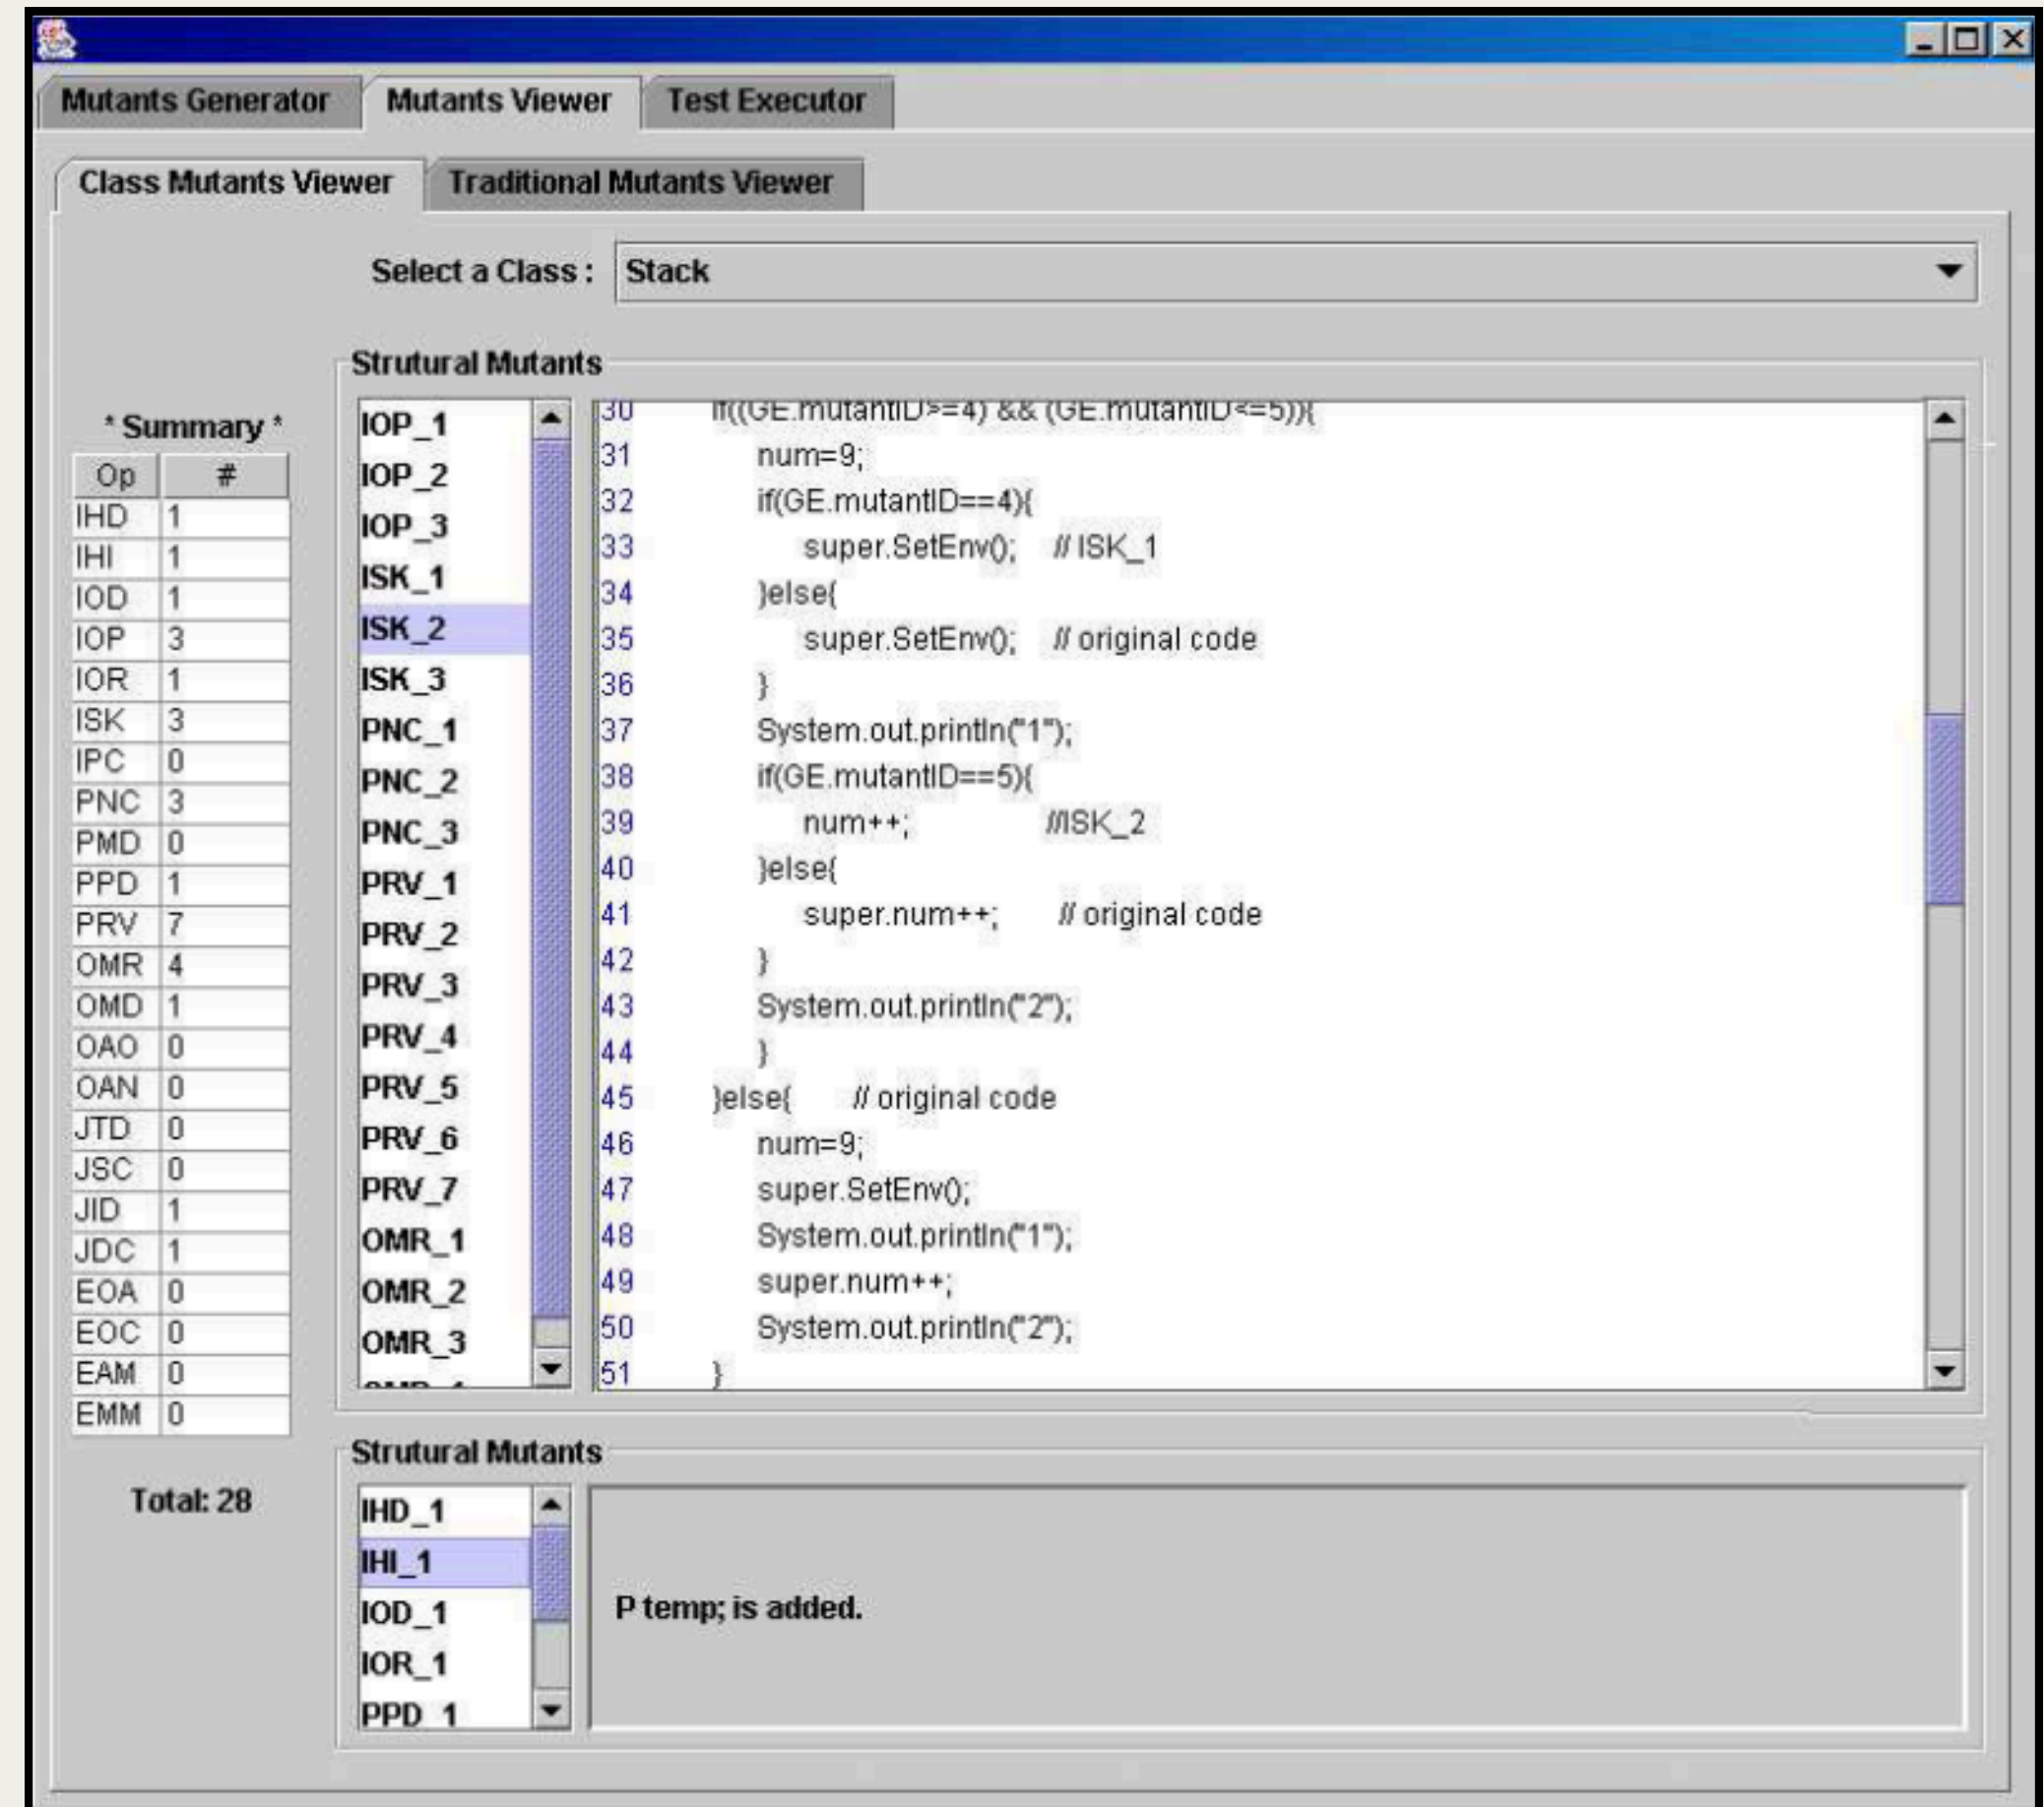 Mutants Generator Mutants Viewer Test Executor
Class Mutants Viewer Traditional Mutants Viewer
Select a Class : Stack
* Summary *
Op #
IHD 1
IHI 1
IOD 1
IOP 3
IOR 1
ISK 3
IPC 0
PNC 3
PMD 0
PPD 1
PRV 7
OMR 4
OMD 1
OAO 0
OAN 0
JTD 0
JSC 0
JID 1
JDC 1
EOA 0
EOC 0
EAM 0
EMM 0
Total: 28
Strutural Mutants
IOP_1
IOP_2
IOP_3
ISK_1
ISK_2
ISK_3
PNC_1
PNC_2
PNC_3
PRV_1
PRV_2
PRV_3
PRV_4
PRV_5
PRV_6
PRV_7
OMR_1
OMR_2
OMR_3
30 if((GE.mutantID>=4) && (GE.mutantID<=5)){
31 num=9;
32 if(GE.mutantID==4){
33 super.SetEnv(); // ISK_1
34 }else{
35 super.SetEnv(); // original code
36 }
37 System.out.println("1");
38 if(GE.mutantID==5){
39 num++; //ISK_2
40 }else{
41 super.num++; // original code
42 }
43 System.out.println("2");
44 }
45 }else{ // original code
46 num=9;
47 super.SetEnv();
48 System.out.println("1");
49 super.num++;
50 System.out.println("2");
51 }
Strutural Mutants
IHD_1
IHI_1
IOD_1
IOR_1
PPD_1
P temp; is added.